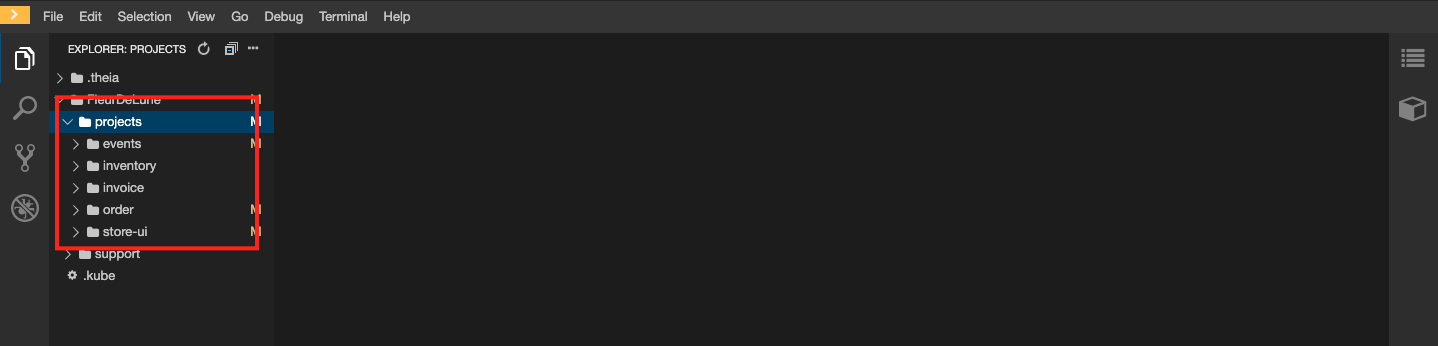 File Edit Selection View Go Debug Terminal Help
EXPLORER: PROJECTS
.theia
FleurDeLune M
projects M
events M
inventory
invoice
order M
store-ui M
support
.kube